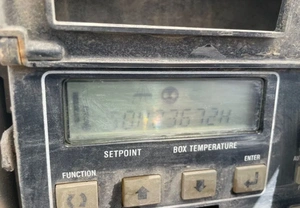 SETPOINT BOX TEMPERATURE
FUNCTION ENTER